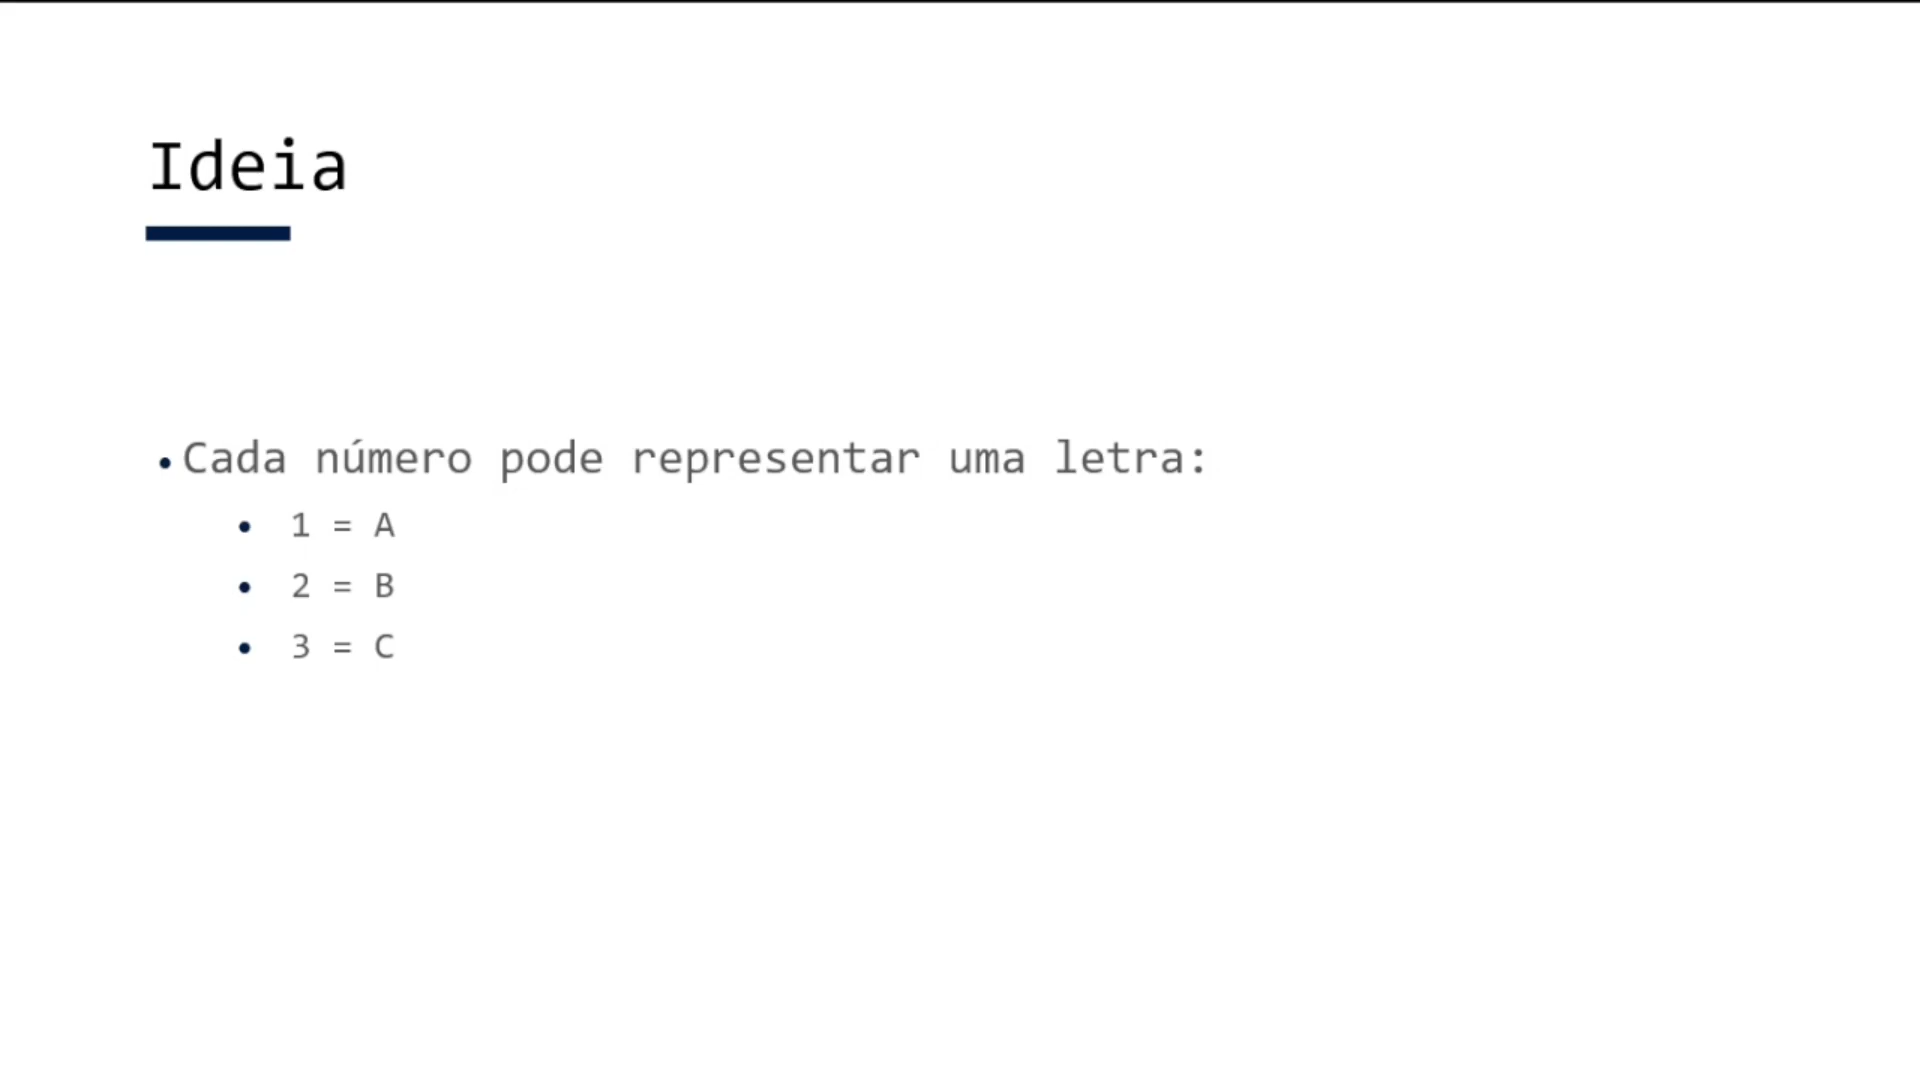 Ideia
• Cada número pode representar uma letra:
• 1 = A
• 2 = B
• 3 = C